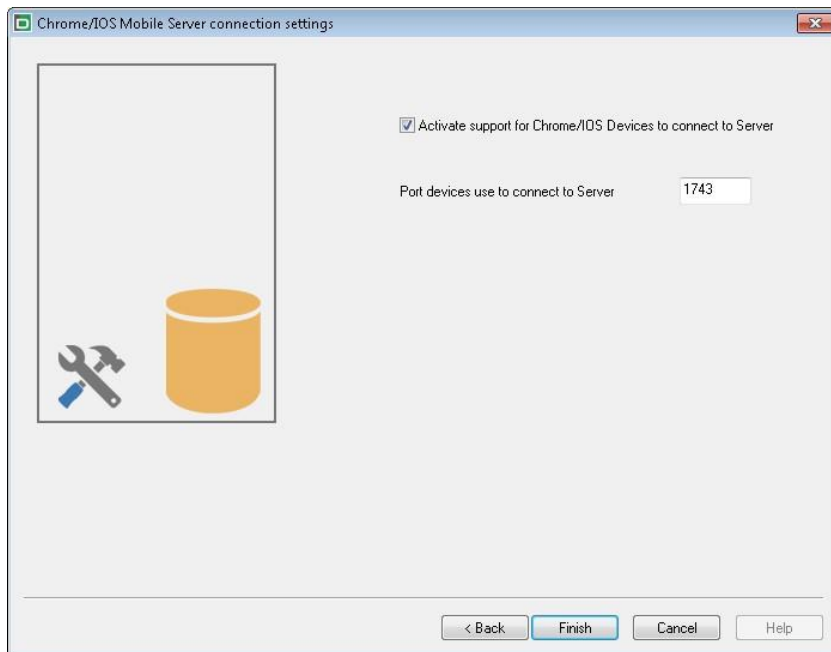 Chrome/IOS Mobile Server connection settings
Activate support for Chrome/IOS Devices to connect to Server
Port devices use to connect to Server 1743
< Back Finish Cancel Help